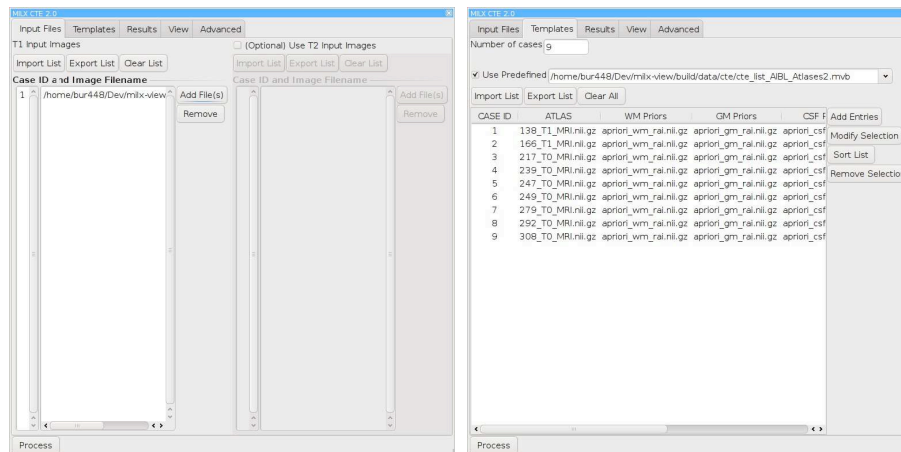 MILX CTE 2.0
Input Files Templates Results View Advanced
T1 Input Images
(Optional) Use T2 Input Images
Import List Export List Clear List
Import List Export List Clear List
Case ID and Image Filename
Case ID and Image Filename
1 /home/bur448/Dev/milx-view
Add File(s)
Remove
Add File(s)
Remove
Process
MILX CTE 2.0
Input Files Templates Results View Advanced
Number of cases 9
Use Predefined /home/bur448/Dev/milx-view/build/data/cte/cte_list_AIBL_Atlases2.mvb
Import List Export List Clear All
CASE ID ATLAS WM Priors GM Priors CSF P
1 138_T1_MRI.nii.gz apriori_wm_rai.nii.gz apriori_gm_rai.nii.gz apriori_csf
2 166_T1_MRI.nii.gz apriori_wm_rai.nii.gz apriori_gm_rai.nii.gz apriori_csf
3 217_T0_MRI.nii.gz apriori_wm_rai.nii.gz apriori_gm_rai.nii.gz apriori_csf
4 239_T0_MRI.nii.gz apriori_wm_rai.nii.gz apriori_gm_rai.nii.gz apriori_csf
5 247_T0_MRI.nii.gz apriori_wm_rai.nii.gz apriori_gm_rai.nii.gz apriori_csf
6 249_T0_MRI.nii.gz apriori_wm_rai.nii.gz apriori_gm_rai.nii.gz apriori_csf
7 279_T0_MRI.nii.gz apriori_wm_rai.nii.gz apriori_gm_rai.nii.gz apriori_csf
8 292_T0_MRI.nii.gz apriori_wm_rai.nii.gz apriori_gm_rai.nii.gz apriori_csf
9 308_T0_MRI.nii.gz apriori_wm_rai.nii.gz apriori_gm_rai.nii.gz apriori_csf
Add Entries
Modify Selection
Sort List
Remove Selectio
Process